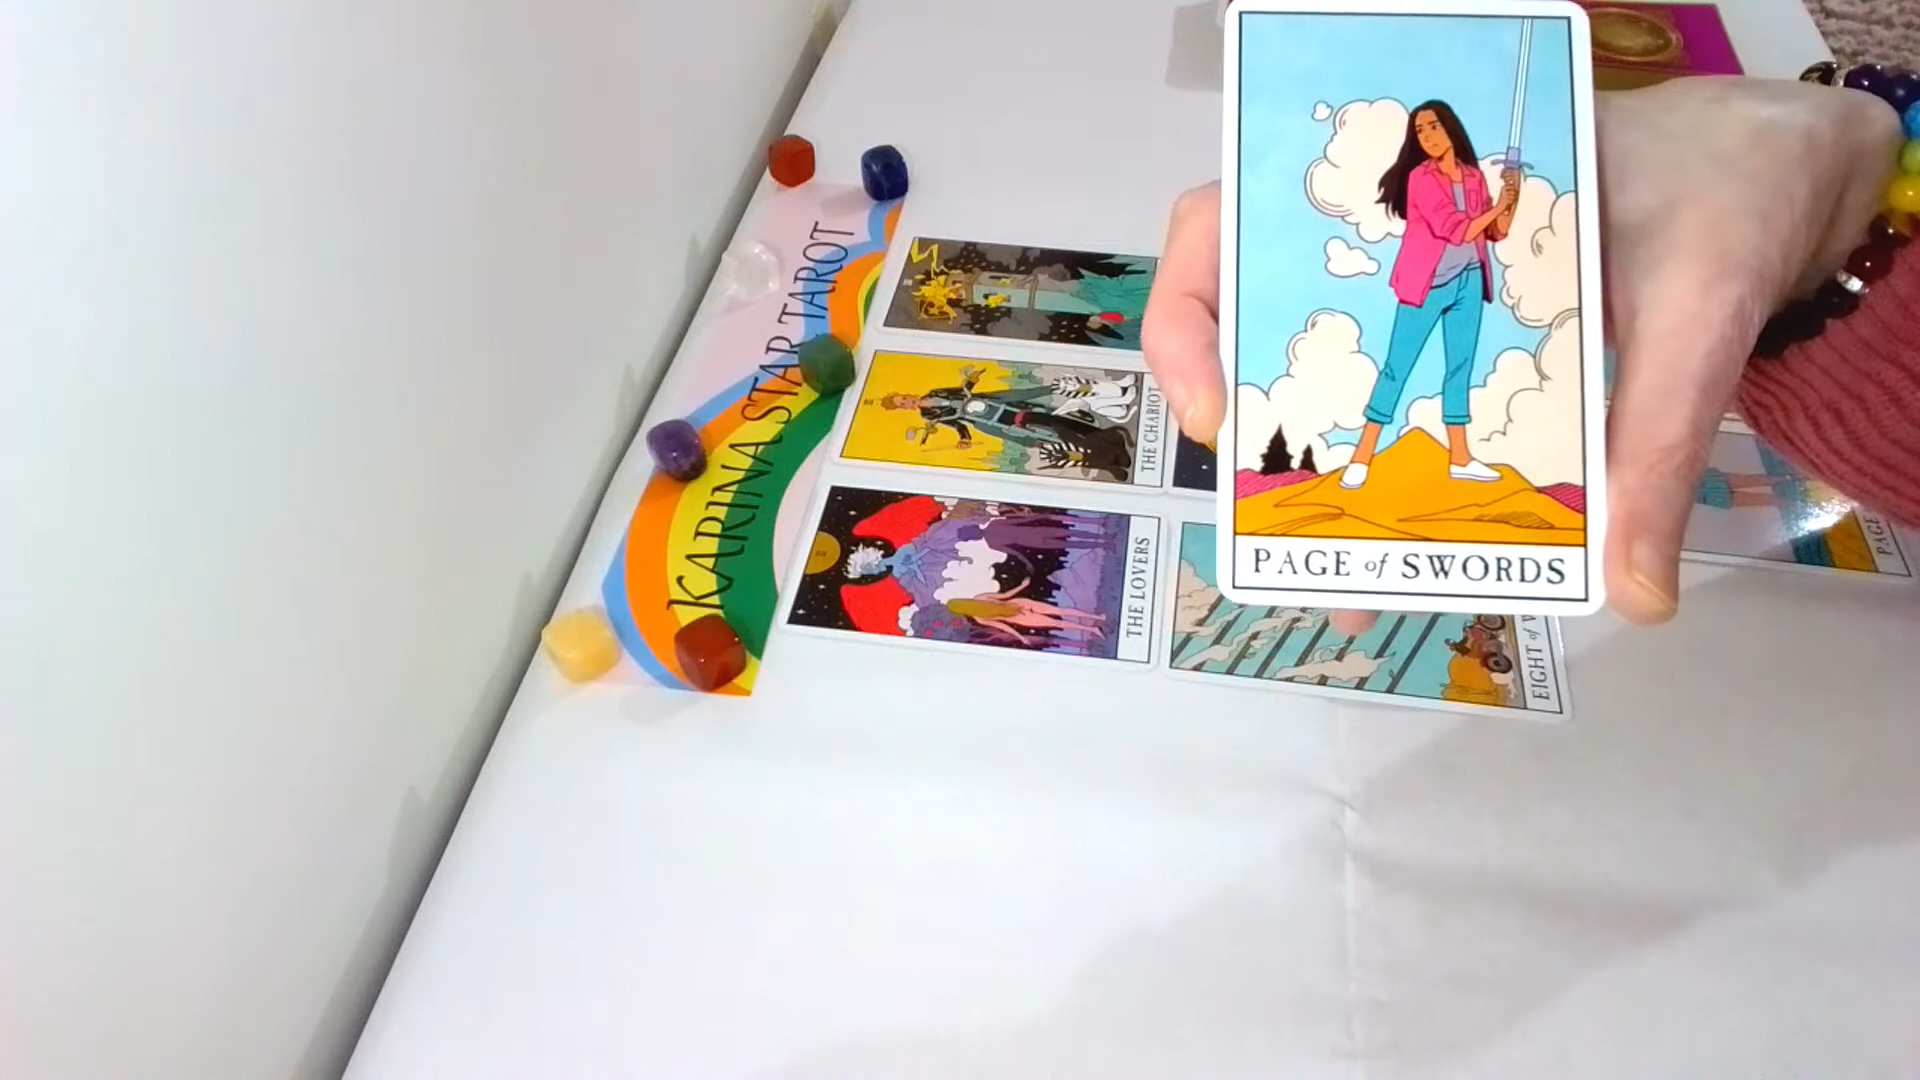 KARINA STAR TAROT
THE CHARIOT
THE LOVERS
PAGE of SWORDS
EIGHT of
PAGE